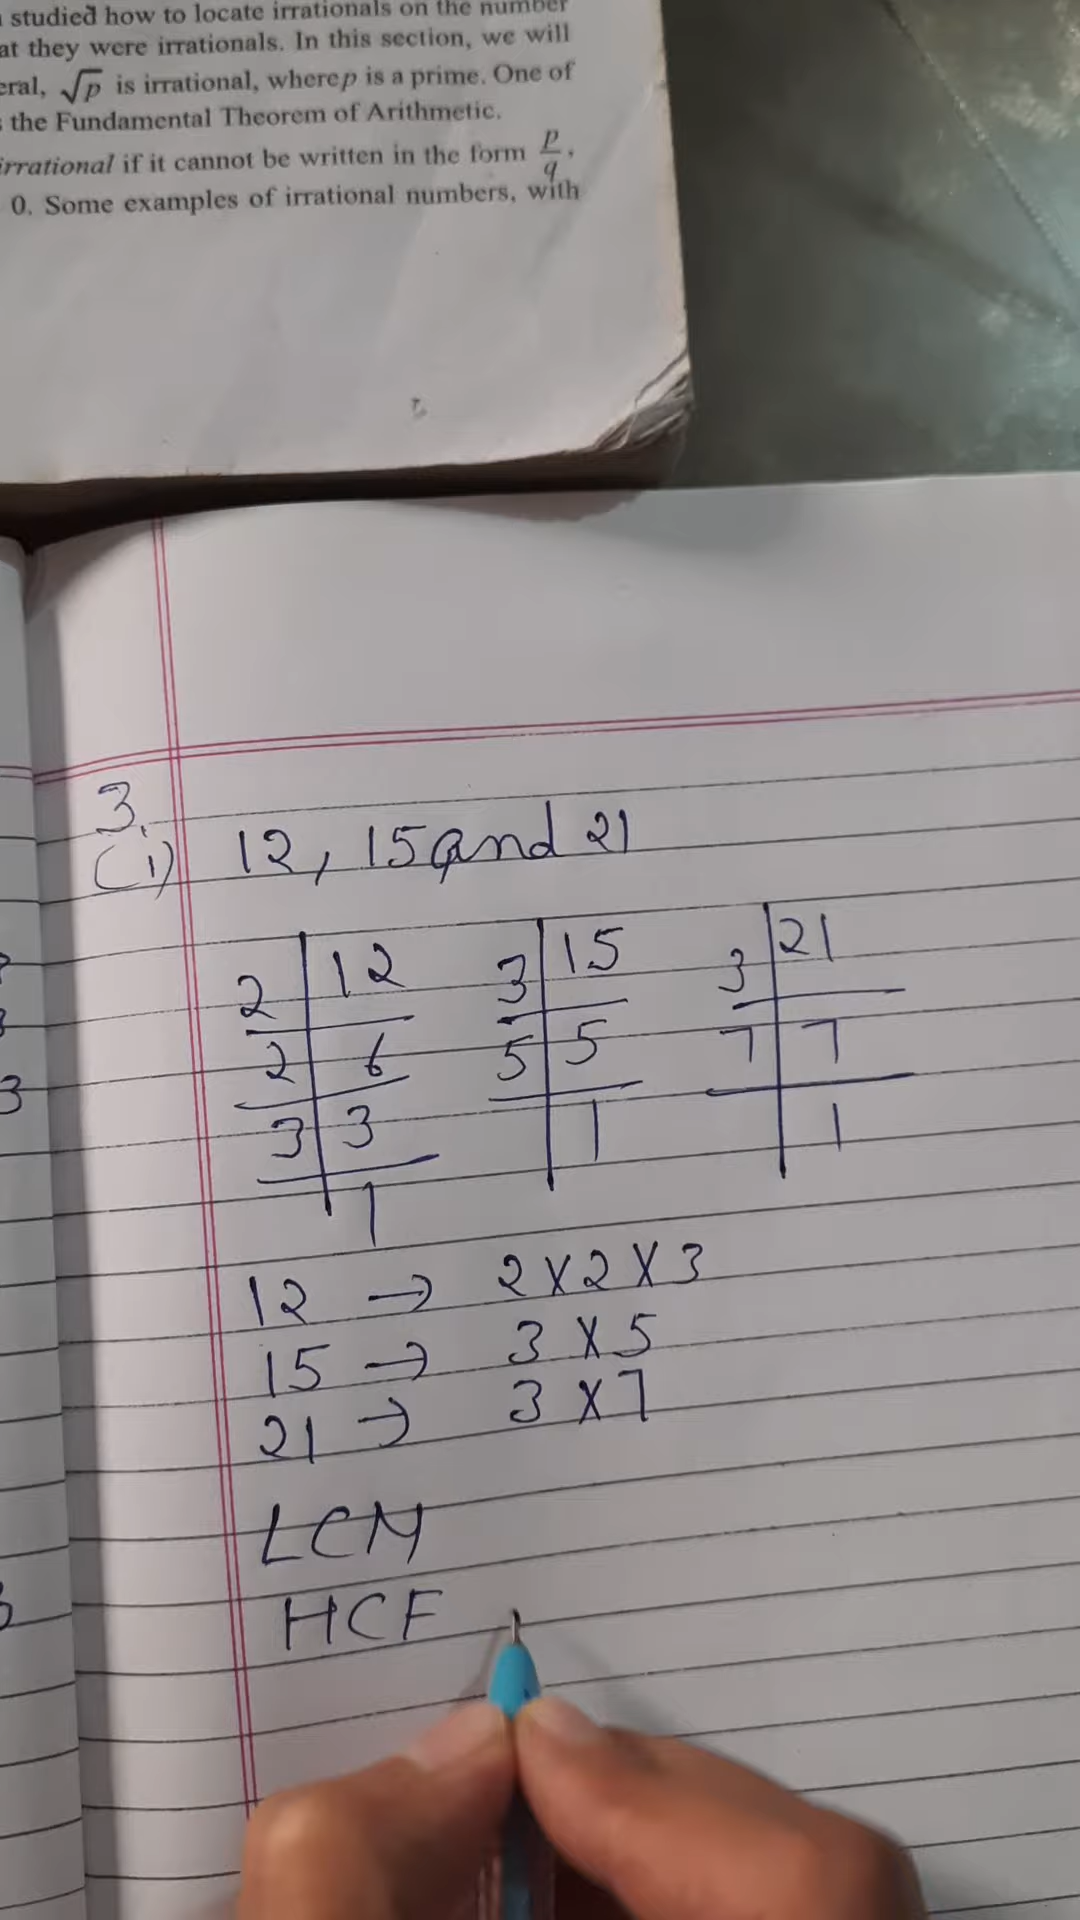 studied how to locate irrationals on the number
at they were irrationals. In this section, we will
eral, √p is irrational, where p is a prime. One of
the Fundamental Theorem of Arithmetic.
irrational if it cannot be written in the form p/q,
0. Some examples of irrational numbers, with
3.
(1) 12, 15 and 21
2 | 12 3 | 15 3 | 21
2 | 6 5 | 5 7 | 7
3 | 3 1 1
1
12 → 2 X 2 X 3
15 → 3 X 5
21 → 3 X 7
LCM
HCF
3